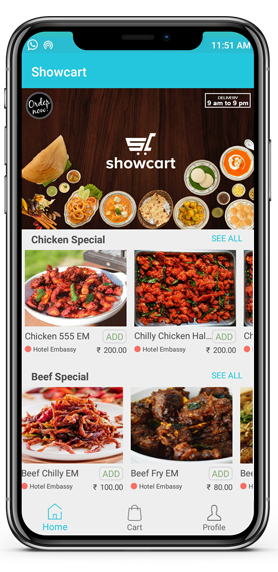 11:51 AM
Showcart
Order now!
DELIVERY
9 am to 9 pm
showcart
Chicken Special SEE ALL
Chicken 555 EM ADD Chilly Chicken Hal... ADD
Hotel Embassy ₹ 200.00 Hotel Embassy ₹ 200.00
Beef Special SEE ALL
Beef Chilly EM ADD Beef Fry EM ADD
Hotel Embassy ₹ 100.00 Hotel Embassy ₹ 80.00
Home Cart Profile